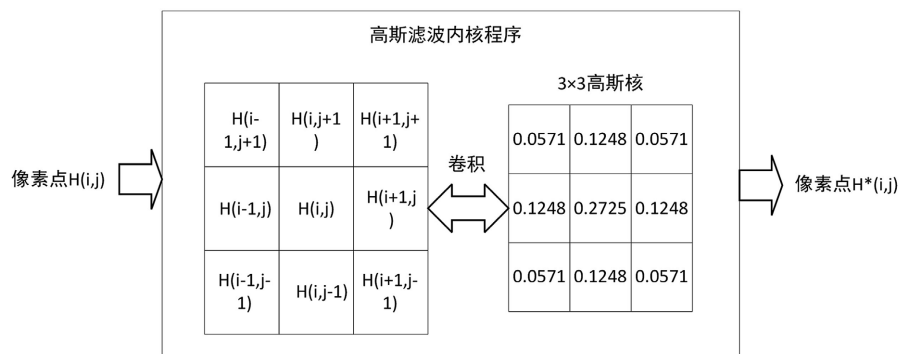 高斯滤波内核程序
3×3高斯核
H(i-
1,j+1)
H(i,j+1
)
H(i+1,j+
1)
0.0571 0.1248 0.0571
像素点H(i,j)
卷积
像素点H*(i,j)
H(i-1,j)
H(i,j)
H(i+1,j
)
0.1248 0.2725 0.1248
H(i-1,j-
1)
H(i,j-1)
H(i+1,j-
1)
0.0571 0.1248 0.0571